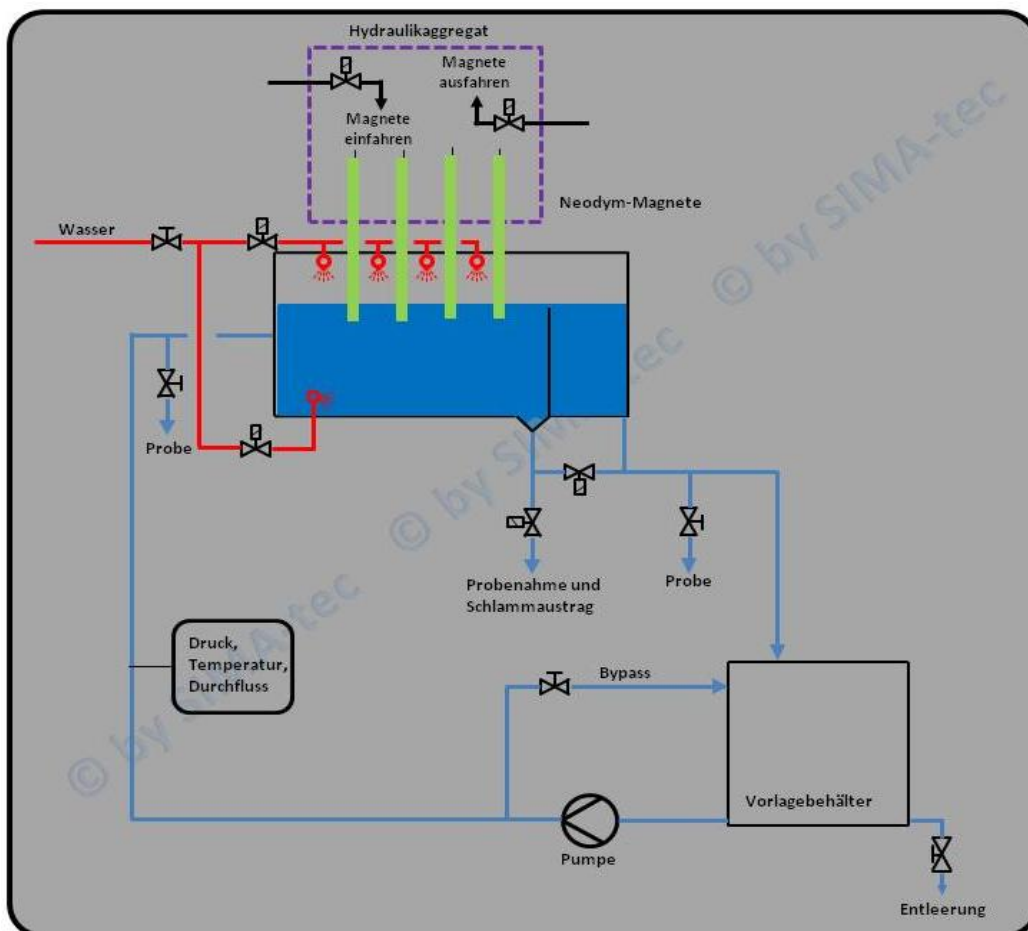 Hydraulikaggregat
Magnete
ausfahren
Magnete
einfahren
Neodym-Magnete
Wasser
Probe
Probenahme und
Schlammaustrag
Probe
Druck,
Temperatur,
Durchfluss
Bypass
Vorlagebehälter
Pumpe
Entleerung
© by SIMA-tec
© by SIMA-tec
© by SIMA-tec